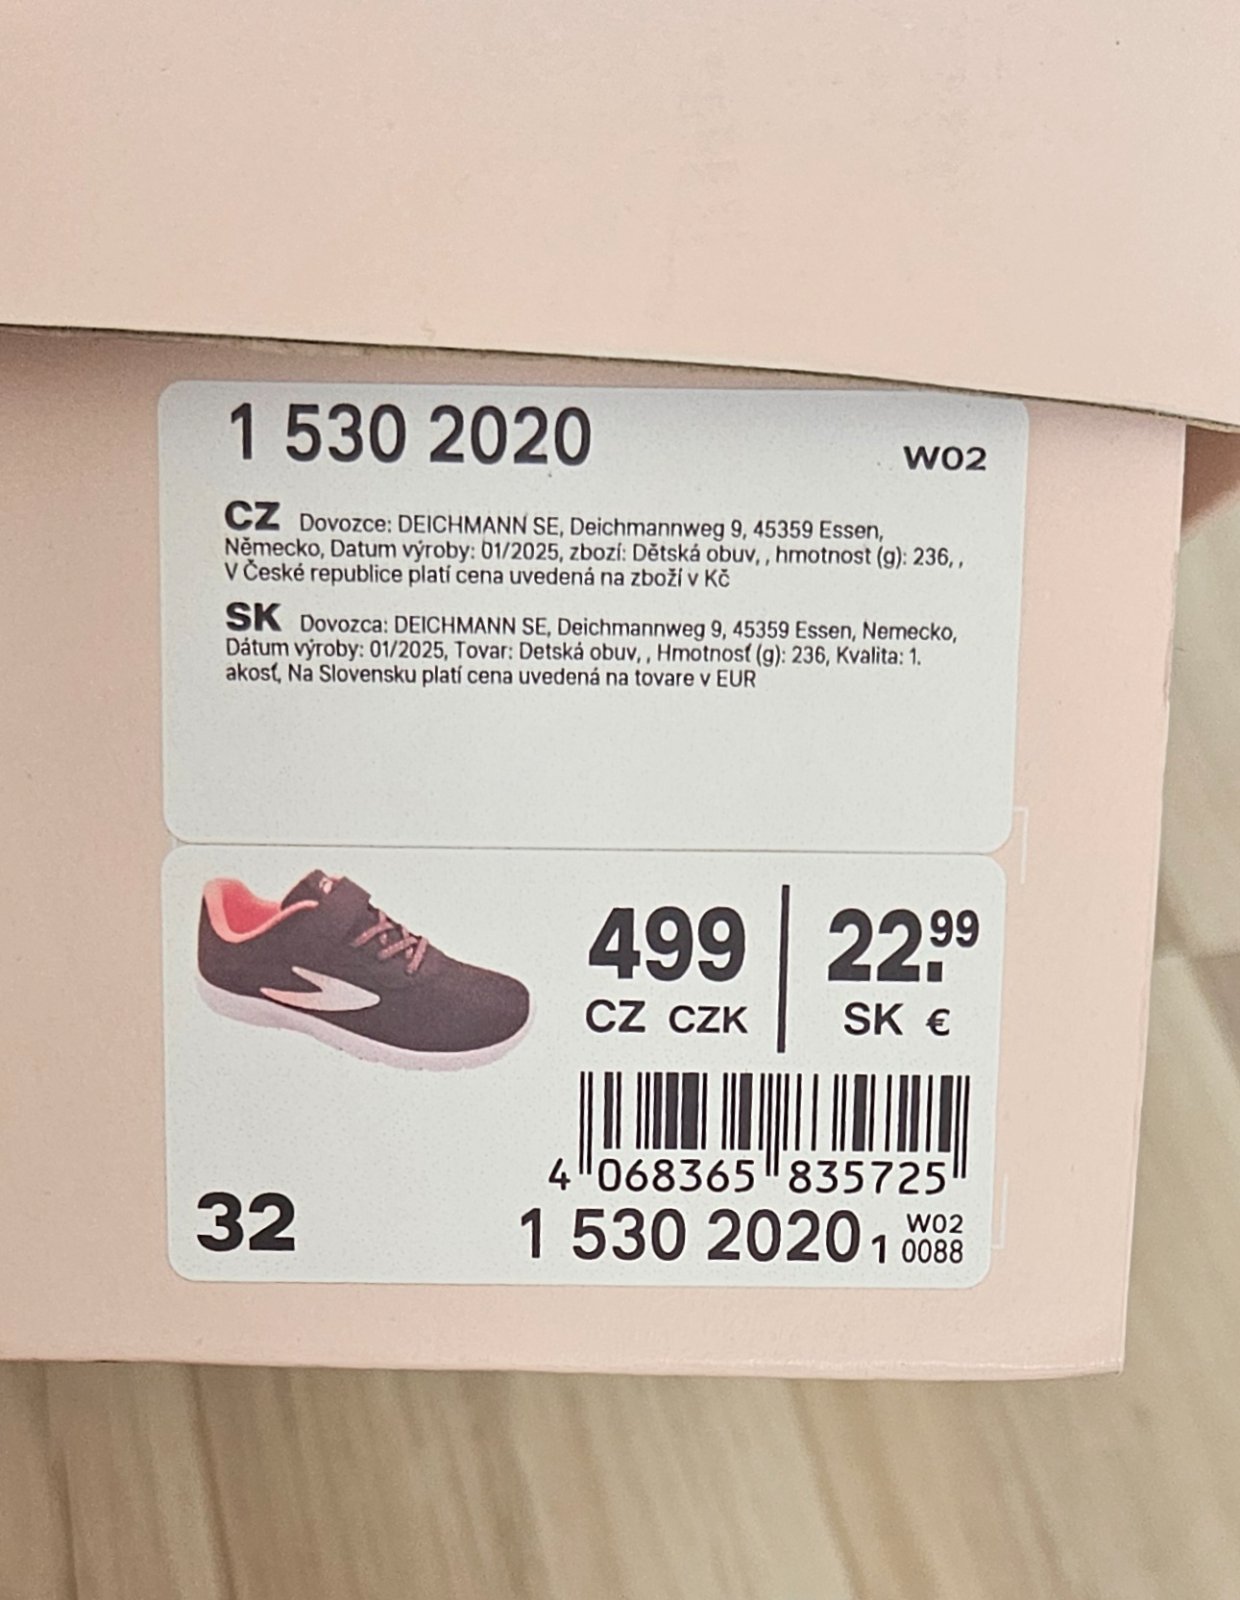 1 530 2020
W02
CZ Dovozce: DEICHMANN SE, Deichmannweg 9, 45359 Essen,
Německo, Datum výroby: 01/2025, zbozí: Dětská obuv, , hmotnost (g): 236, ,
V České republice platí cena uvedená na zboží v Kč
SK Dovozca: DEICHMANN SE, Deichmannweg 9, 45359 Essen, Nemecko,
Dátum výroby: 01/2025, Tovar: Detská obuv, , Hmotnosť (g): 236, Kvalita: 1.
akosť, Na Slovensku platí cena uvedená na tovare v EUR
499
CZ CZK
22.99
SK €
4 068365 835725
32
1 530 2020 1
W02
0088